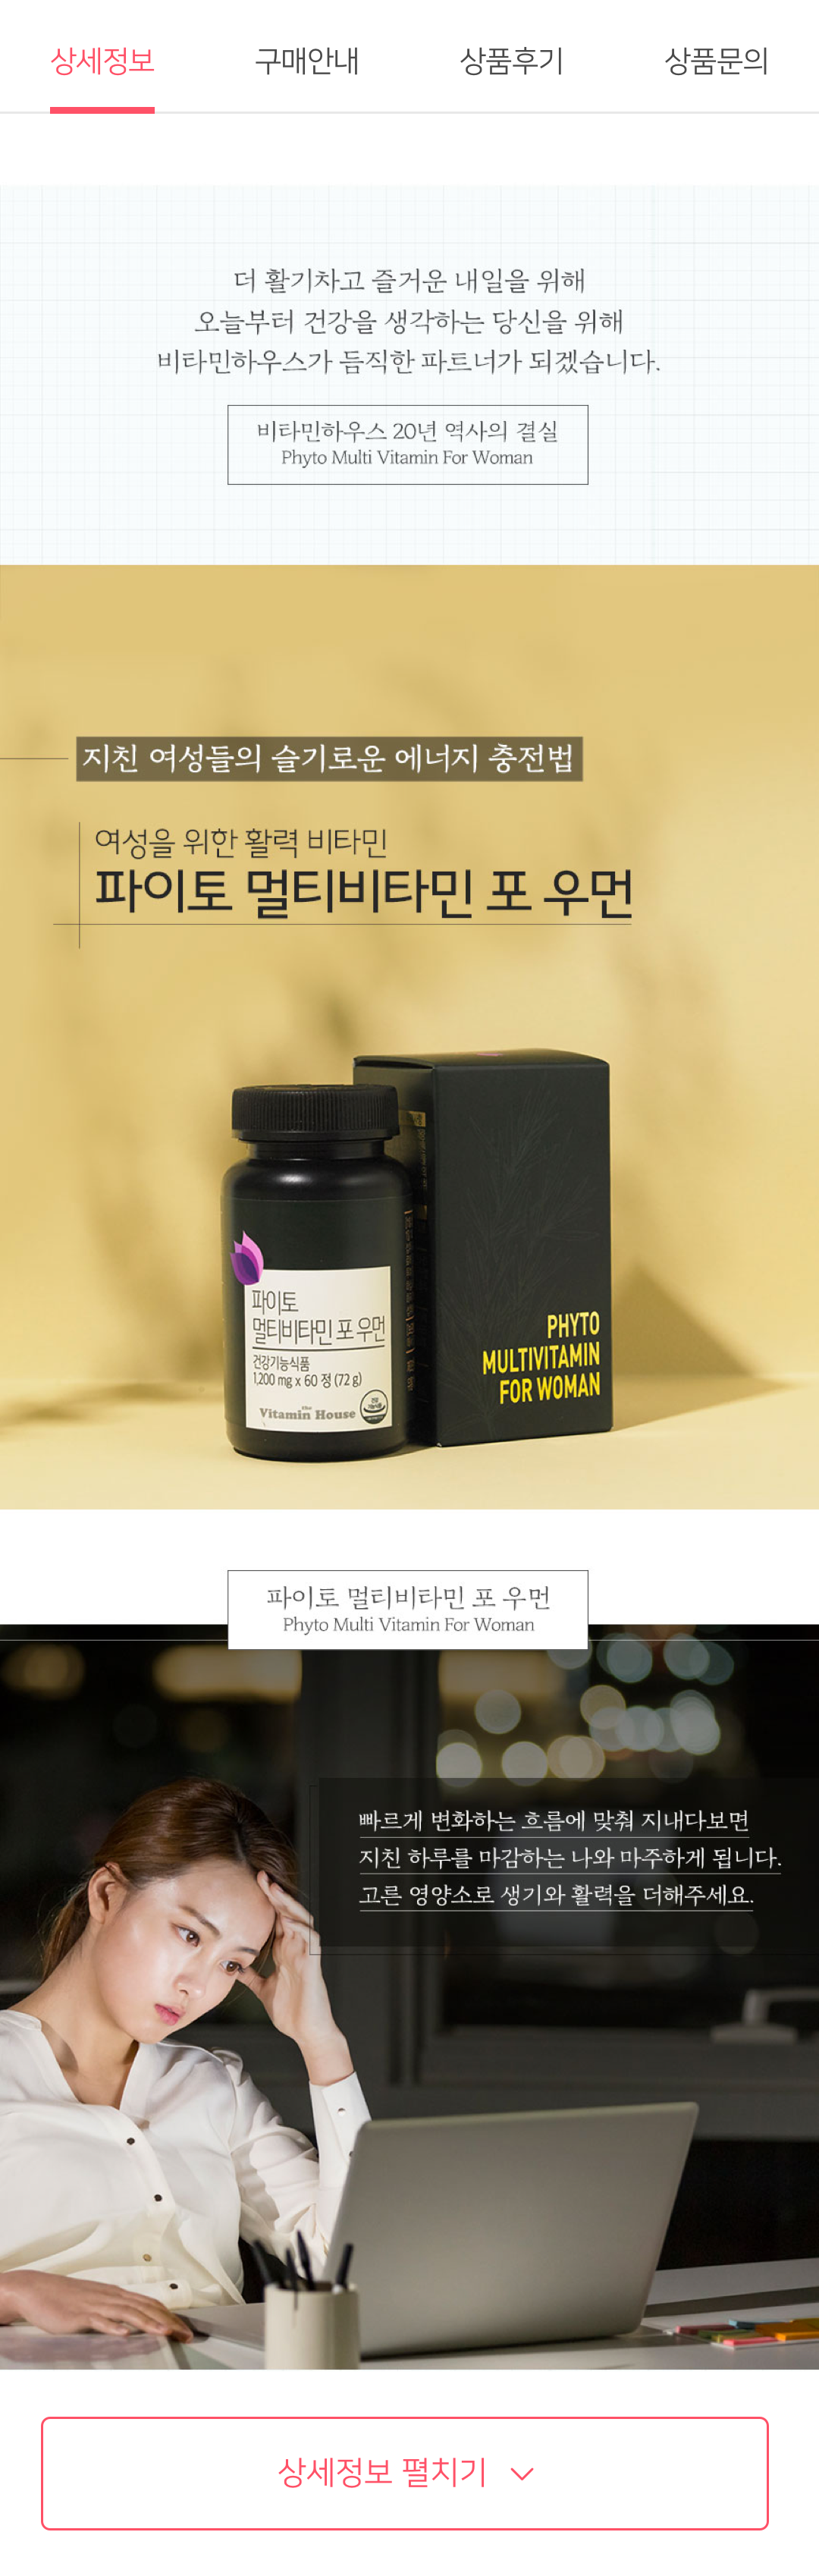 상세정보 구매안내 상품후기 상품문의
더 활기차고 즐거운 내일을 위해
오늘부터 건강을 생각하는 당신을 위해
비타민하우스가 듬직한 파트너가 되겠습니다.
비타민하우스 20년 역사의 결실
Phyto Multi Vitamin For Woman
지친 여성들의 슬기로운 에너지 충전법
여성을 위한 활력 비타민
파이토 멀티비타민 포 우먼
파이토
멀티비타민 포 우먼
건강기능식품
1,200 mg x 60 정 (72 g)
the
Vitamin House
PHYTO
MULTIVITAMIN
FOR WOMAN
파이토 멀티비타민 포 우먼
Phyto Multi Vitamin For Woman
빠르게 변화하는 흐름에 맞춰 지내다보면
지친 하루를 마감하는 나와 마주하게 됩니다.
고른 영양소로 생기와 활력을 더해주세요.
상세정보 펼치기